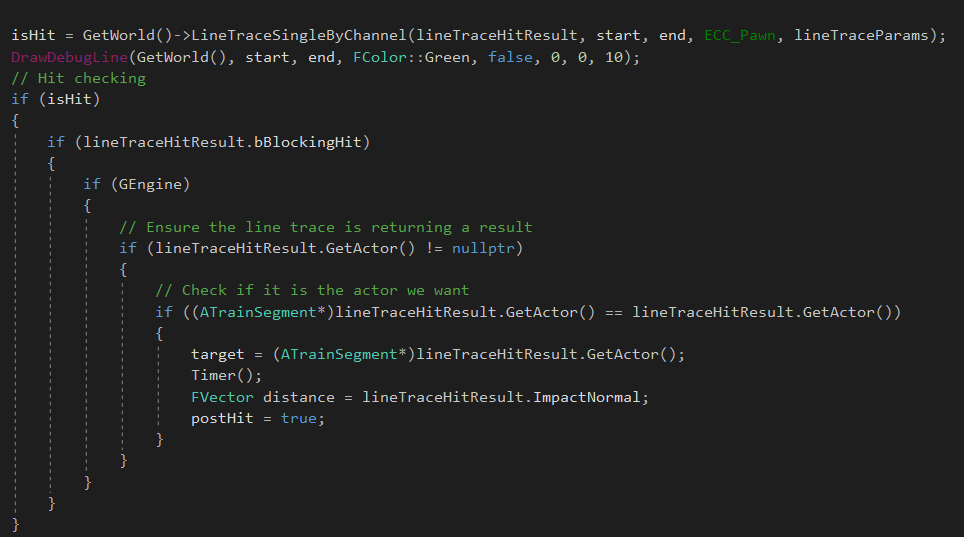 isHit = GetWorld()->LineTraceSingleByChannel(lineTraceHitResult, start, end, ECC_Pawn, lineTraceParams);
DrawDebugLine(GetWorld(), start, end, FColor::Green, false, 0, 0, 10);
// Hit checking
if (isHit)
{
    if (lineTraceHitResult.bBlockingHit)
    {
        if (GEngine)
        {
            // Ensure the line trace is returning a result
            if (lineTraceHitResult.GetActor() != nullptr)
            {
                // Check if it is the actor we want
                if ((ATrainSegment*)lineTraceHitResult.GetActor() == lineTraceHitResult.GetActor())
                {
                    target = (ATrainSegment*)lineTraceHitResult.GetActor();
                    Timer();
                    FVector distance = lineTraceHitResult.ImpactNormal;
                    postHit = true;
                }
            }
        }
    }
}